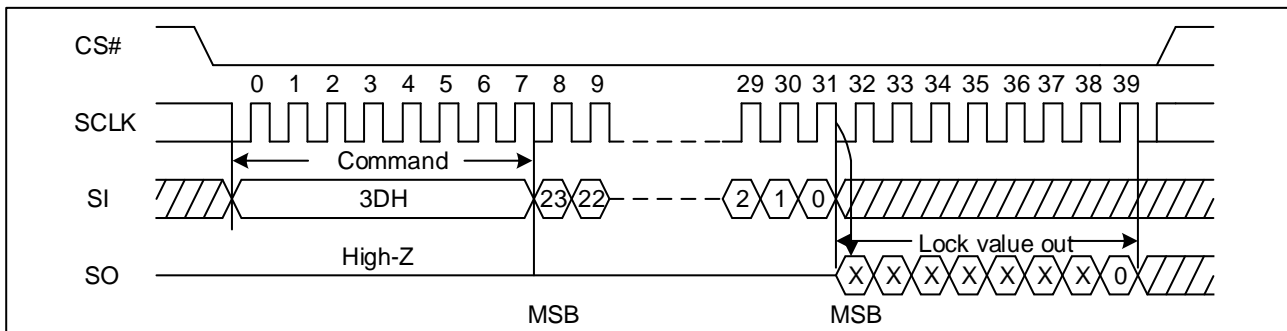 CS#
0 1 2 3 4 5 6 7 8 9 29 30 31 32 33 34 35 36 37 38 39
SCLK
Command
SI 3DH 23 22 2 1 0
High-Z Lock value out
SO X X X X X X X 0
MSB MSB